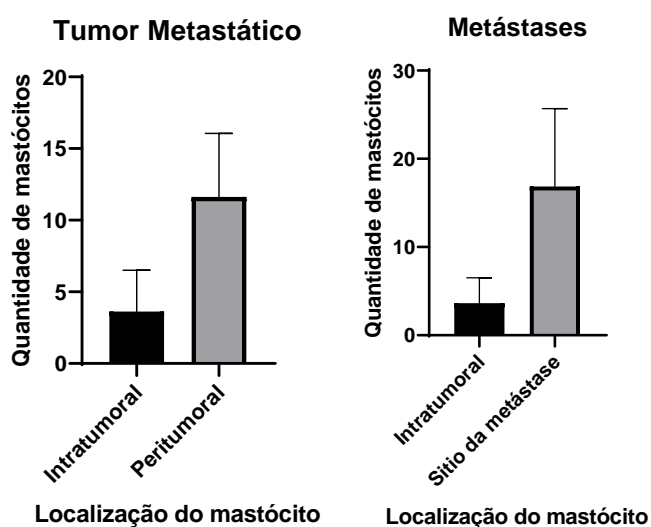 Tumor Metastático
Quantidade de mastócitos
20
15
10
5
0
Intratumoral
Peritumoral
Localização do mastócito
Metástases
Quantidade de mastócitos
30
20
10
0
Intratumoral
Sitio da metástase
Localização do mastócito